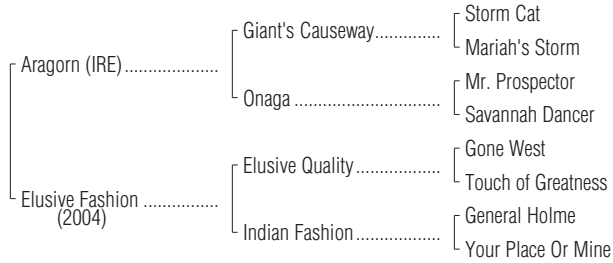 Storm Cat
Giant's Causeway..............
Mariah's Storm
Aragorn (IRE)...................
Mr. Prospector
Onaga ..............................
Savannah Dancer
Gone West
Elusive Quality.................
Touch of Greatness
Elusive Fashion ...............
(2004)
General Holme
Indian Fashion..................
Your Place Or Mine